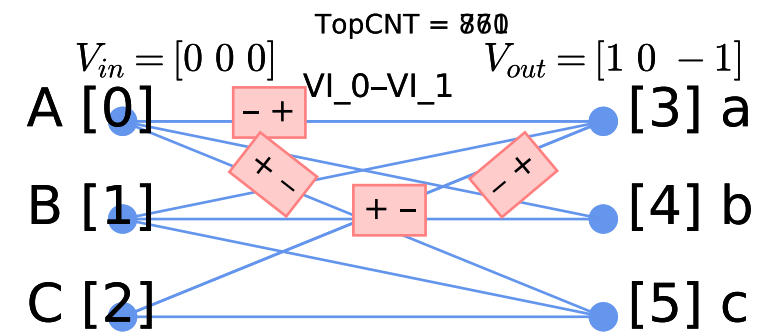 TopCNT =
V_in = [0 0 0]
V_out = [1 0 − 1]
VI_0–VI_1
A [0]
[3] a
− +
+ −
− +
B [1]
[4] b
+ −
C [2]
[5] c